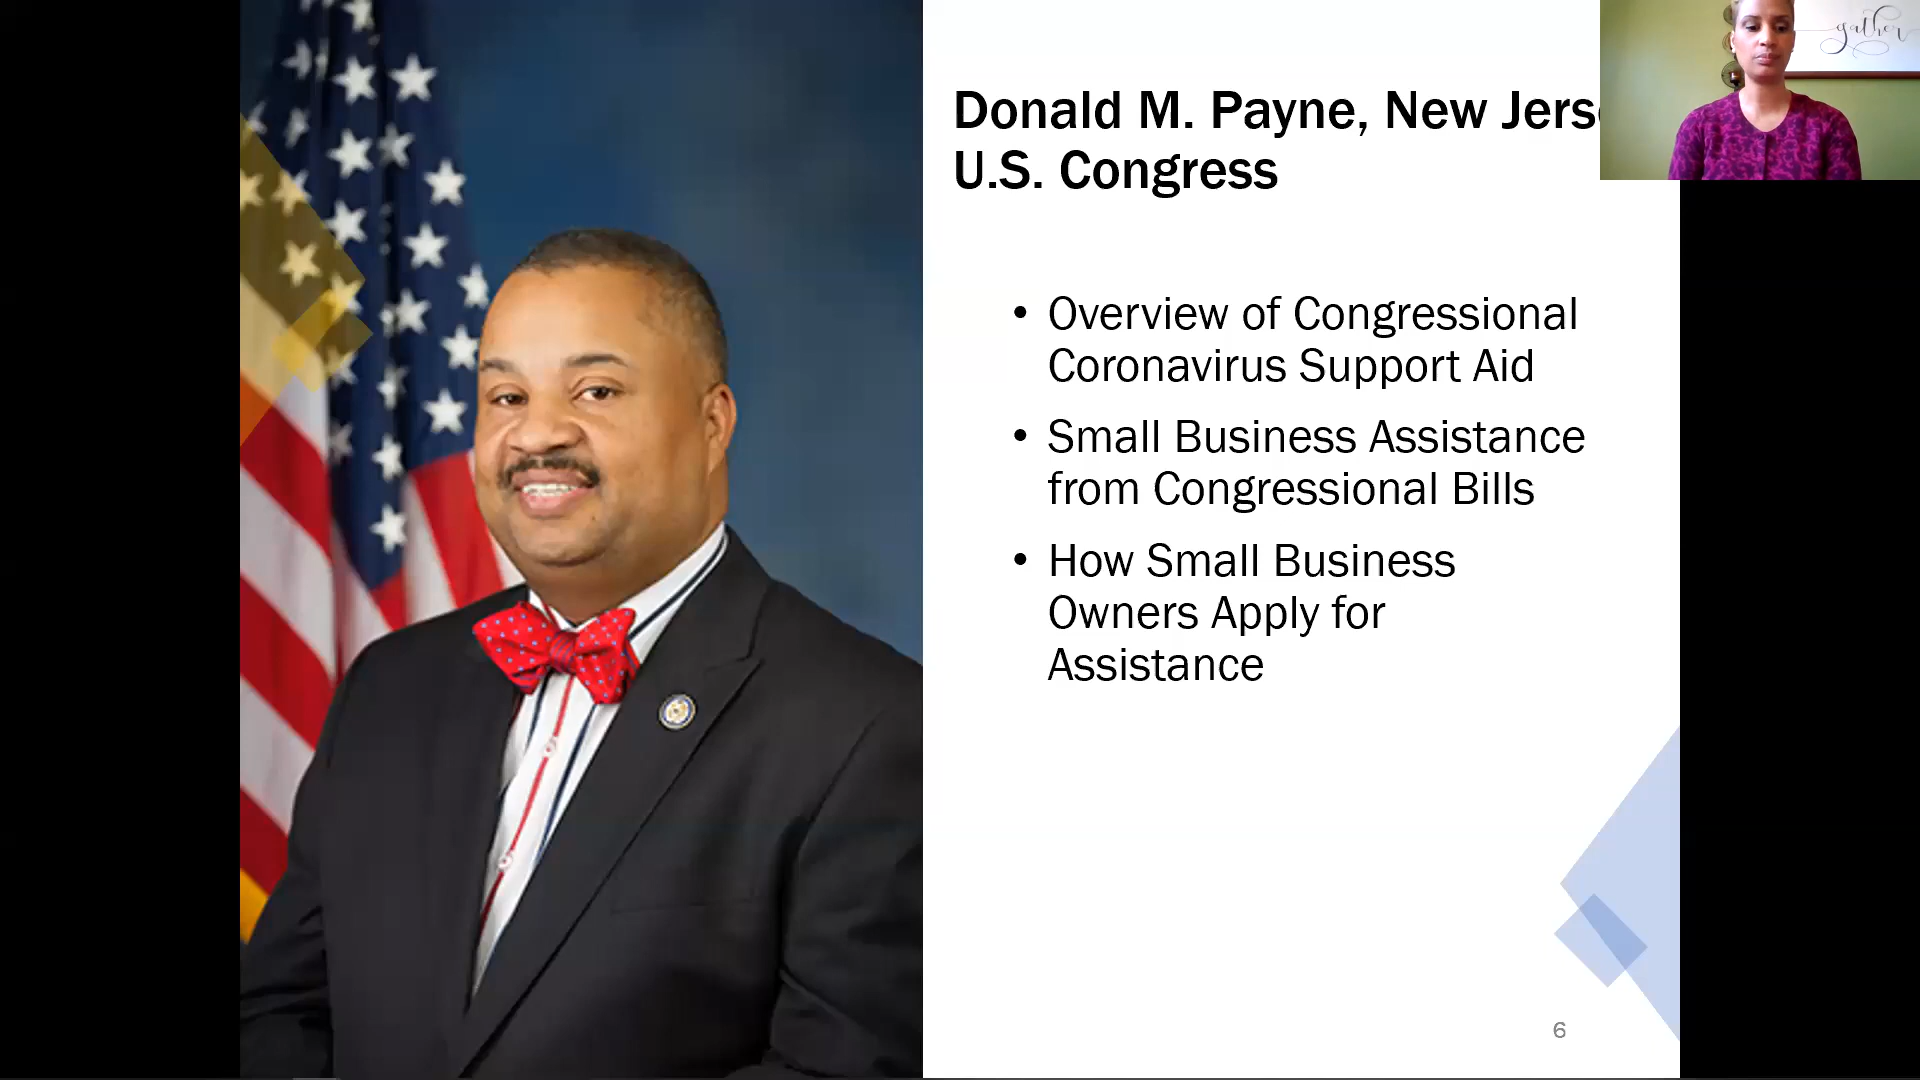 Donald M. Payne, New Jers
U.S. Congress
• Overview of Congressional
Coronavirus Support Aid
• Small Business Assistance
from Congressional Bills
• How Small Business
Owners Apply for
Assistance
6
gather